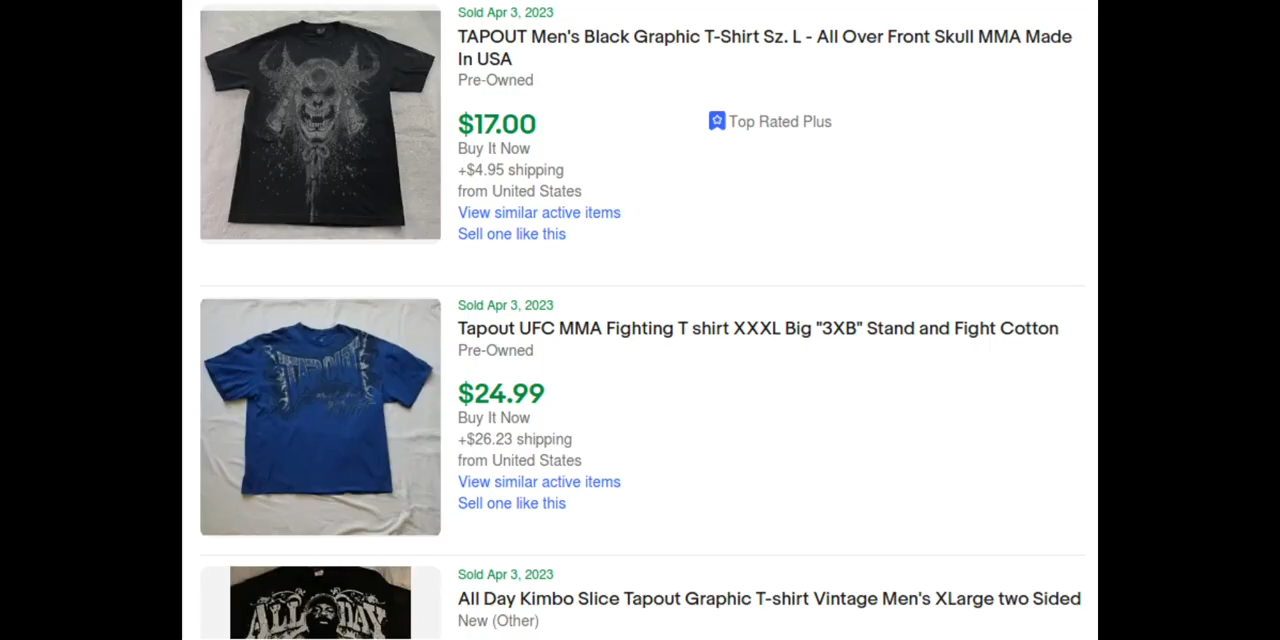 Sold Apr 3, 2023
TAPOUT Men's Black Graphic T-Shirt Sz. L - All Over Front Skull MMA Made
In USA
Pre-Owned
$17.00
Top Rated Plus
Buy It Now
+$4.95 shipping
from United States
View similar active items
Sell one like this
Sold Apr 3, 2023
Tapout UFC MMA Fighting T shirt XXXL Big "3XB" Stand and Fight Cotton
Pre-Owned
TAPOUT
$24.99
Buy It Now
+$26.23 shipping
from United States
View similar active items
Sell one like this
Sold Apr 3, 2023
All Day Kimbo Slice Tapout Graphic T-shirt Vintage Men's XLarge two Sided
New (Other)
ALL DAY